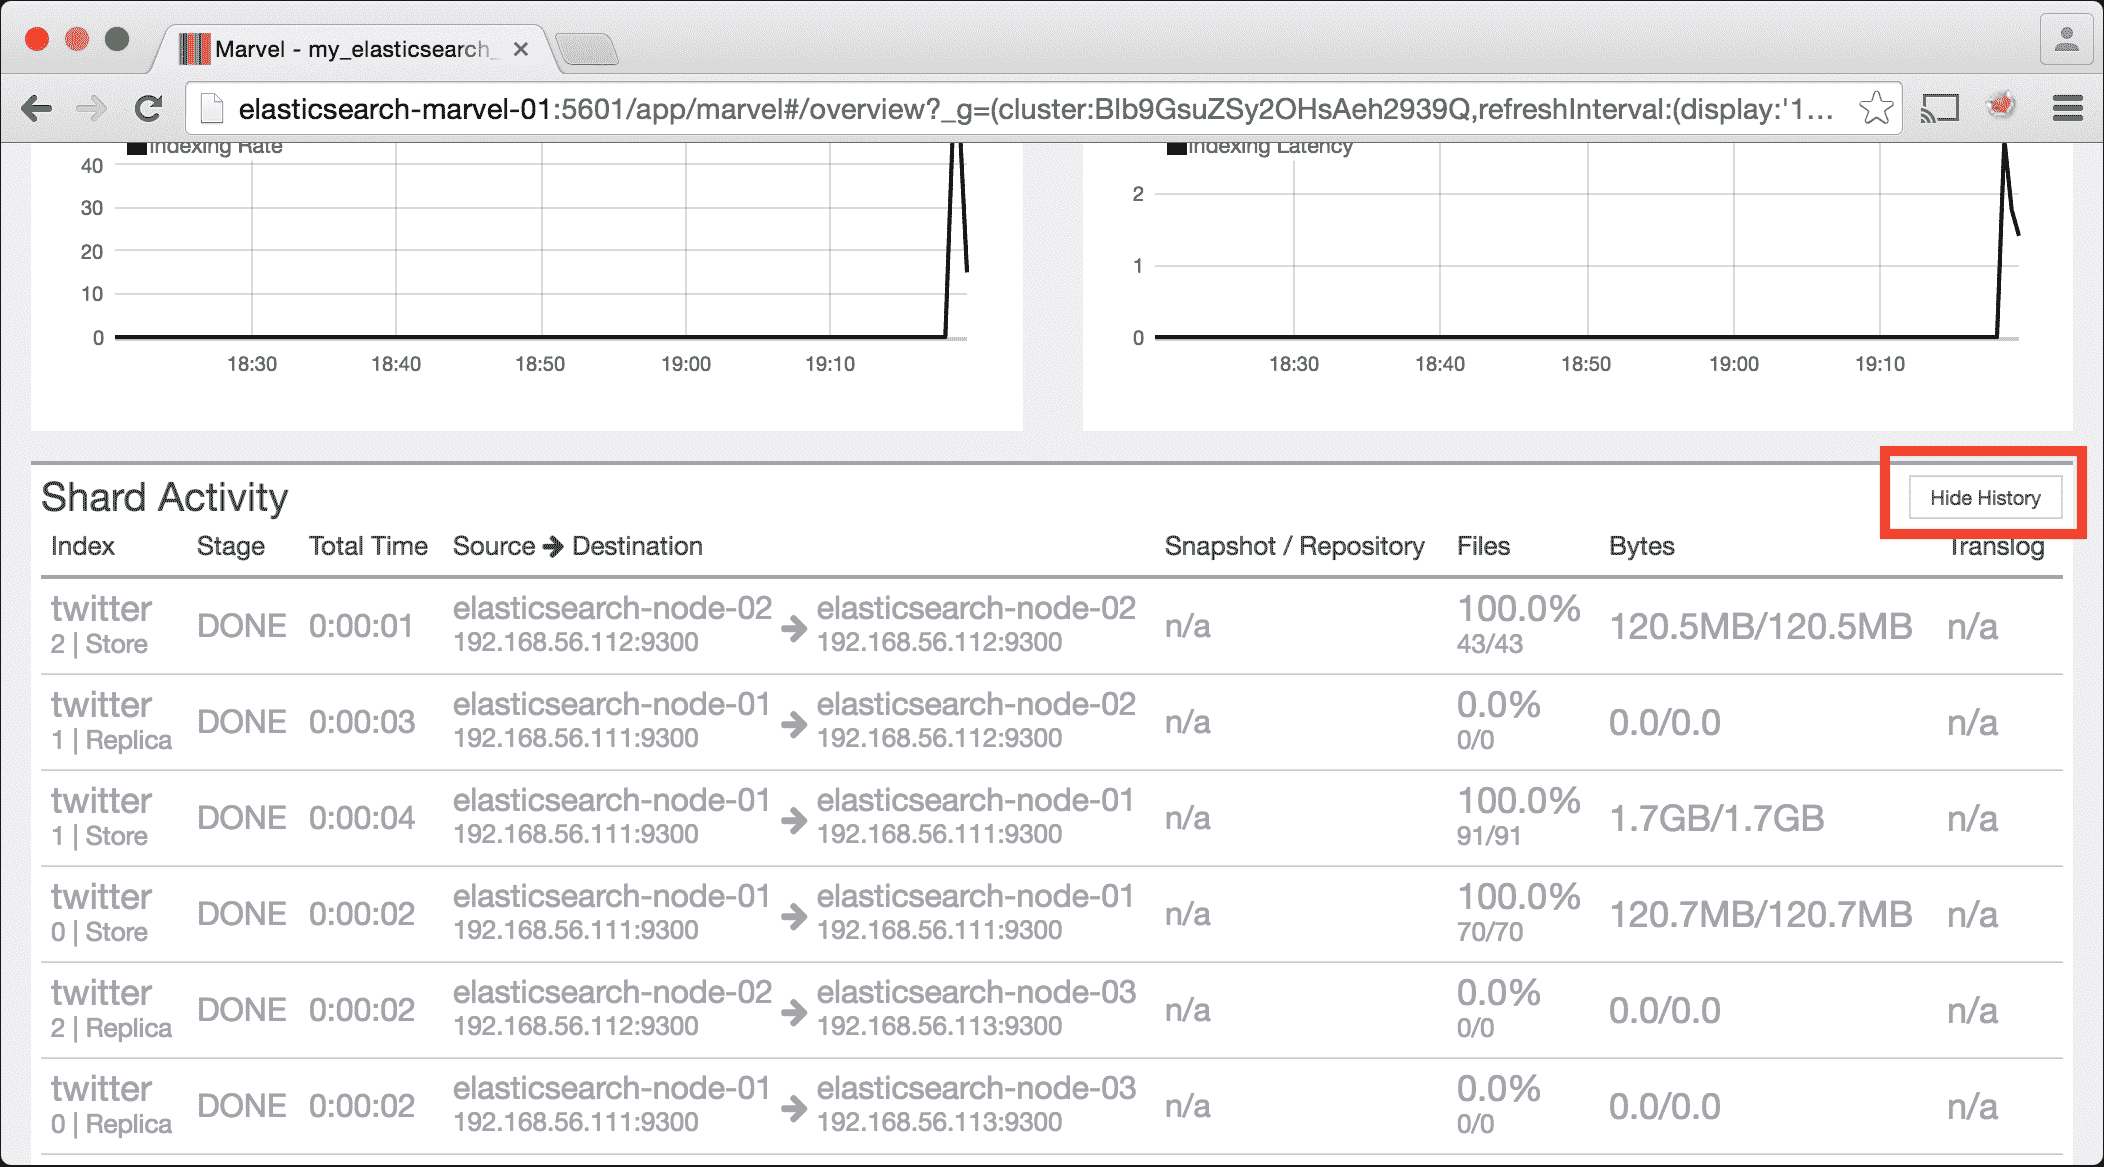 Marvel - my_elasticsearch_
elasticsearch-marvel-01:5601/app/marvel#/overview?_g=(cluster:Blb9GsuZSy2OHsAeh2939Q,refreshInterval:(display:'1...
Indexing Rate
40
30
20
10
0
18:30 18:40 18:50 19:00 19:10
Indexing Latency
2
1
0
18:30 18:40 18:50 19:00 19:10
Shard Activity
Hide History
Index Stage Total Time Source → Destination Snapshot / Repository Files Bytes Translog
twitter DONE 0:00:01 elasticsearch-node-02 → elasticsearch-node-02 n/a 100.0% 120.5MB/120.5MB n/a
2 | Store 192.168.56.112:9300 192.168.56.112:9300 43/43
twitter DONE 0:00:03 elasticsearch-node-01 → elasticsearch-node-02 n/a 0.0% 0.0/0.0 n/a
1 | Replica 192.168.56.111:9300 192.168.56.112:9300 0/0
twitter DONE 0:00:04 elasticsearch-node-01 → elasticsearch-node-01 n/a 100.0% 1.7GB/1.7GB n/a
1 | Store 192.168.56.111:9300 192.168.56.111:9300 91/91
twitter DONE 0:00:02 elasticsearch-node-01 → elasticsearch-node-01 n/a 100.0% 120.7MB/120.7MB n/a
0 | Store 192.168.56.111:9300 192.168.56.111:9300 70/70
twitter DONE 0:00:02 elasticsearch-node-02 → elasticsearch-node-03 n/a 0.0% 0.0/0.0 n/a
2 | Replica 192.168.56.112:9300 192.168.56.113:9300 0/0
twitter DONE 0:00:02 elasticsearch-node-01 → elasticsearch-node-03 n/a 0.0% 0.0/0.0 n/a
0 | Replica 192.168.56.111:9300 192.168.56.113:9300 0/0